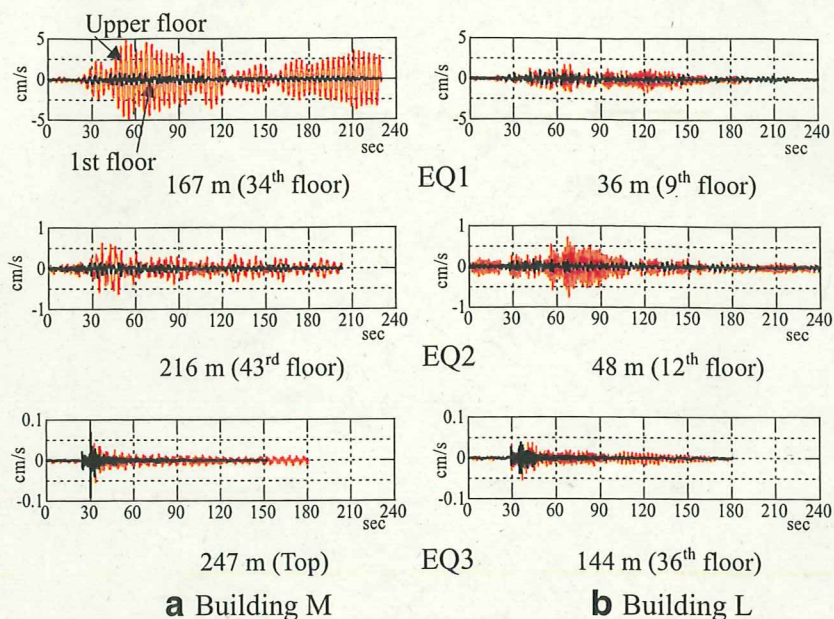 Upper floor
5
0
-5
cm/s
0 30 60 90 120 150 180 210 240
sec
1st floor
167 m (34th floor)
5
0
-5
cm/s
0 30 60 90 120 150 180 210 240
sec
36 m (9th floor)
EQ1
1
0
-1
cm/s
0 30 60 90 120 150 180 210 240
sec
216 m (43rd floor)
1
0
-1
cm/s
0 30 60 90 120 150 180 210 240
sec
48 m (12th floor)
EQ2
0.1
0
-0.1
cm/s
0 30 60 90 120 150 180 210 240
sec
247 m (Top)
0.1
0
-0.1
cm/s
0 30 60 90 120 150 180 210 240
sec
144 m (36th floor)
EQ3
a Building M
b Building L